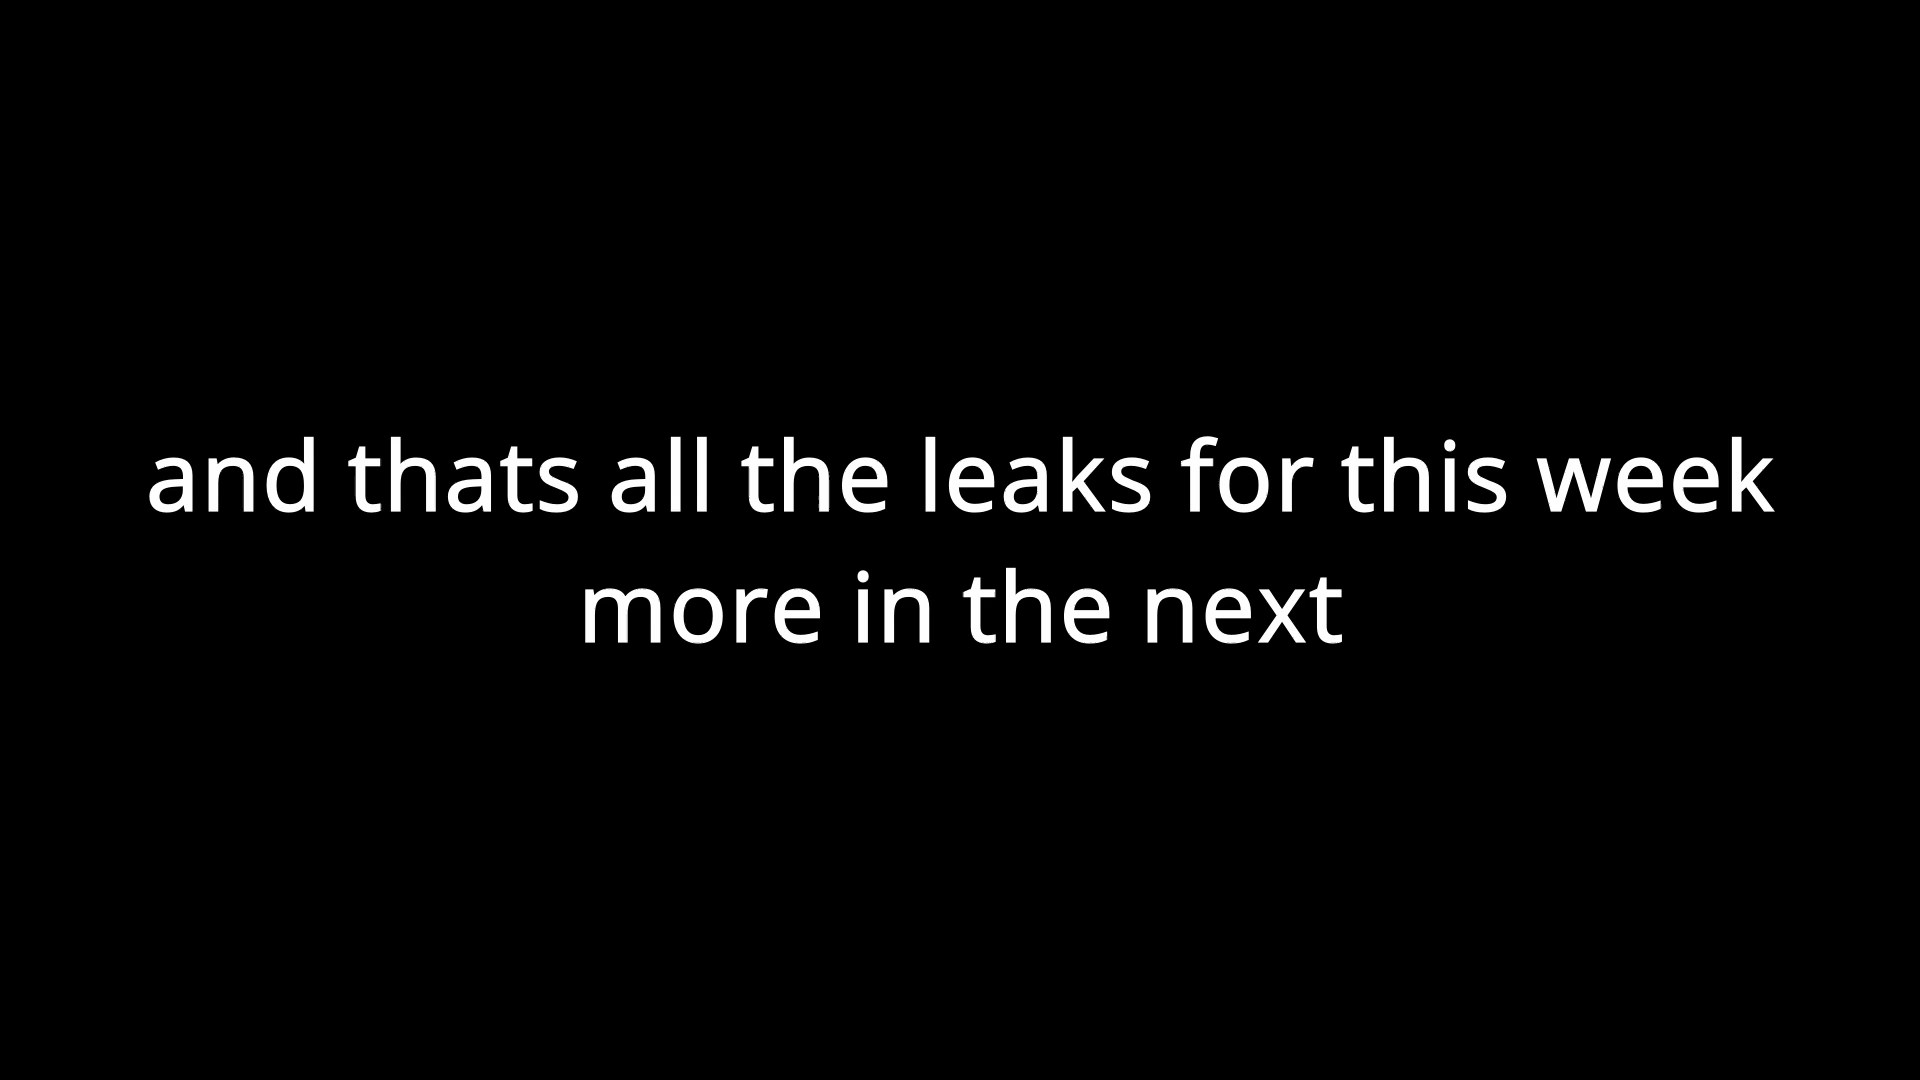 and thats all the leaks for this week
more in the next